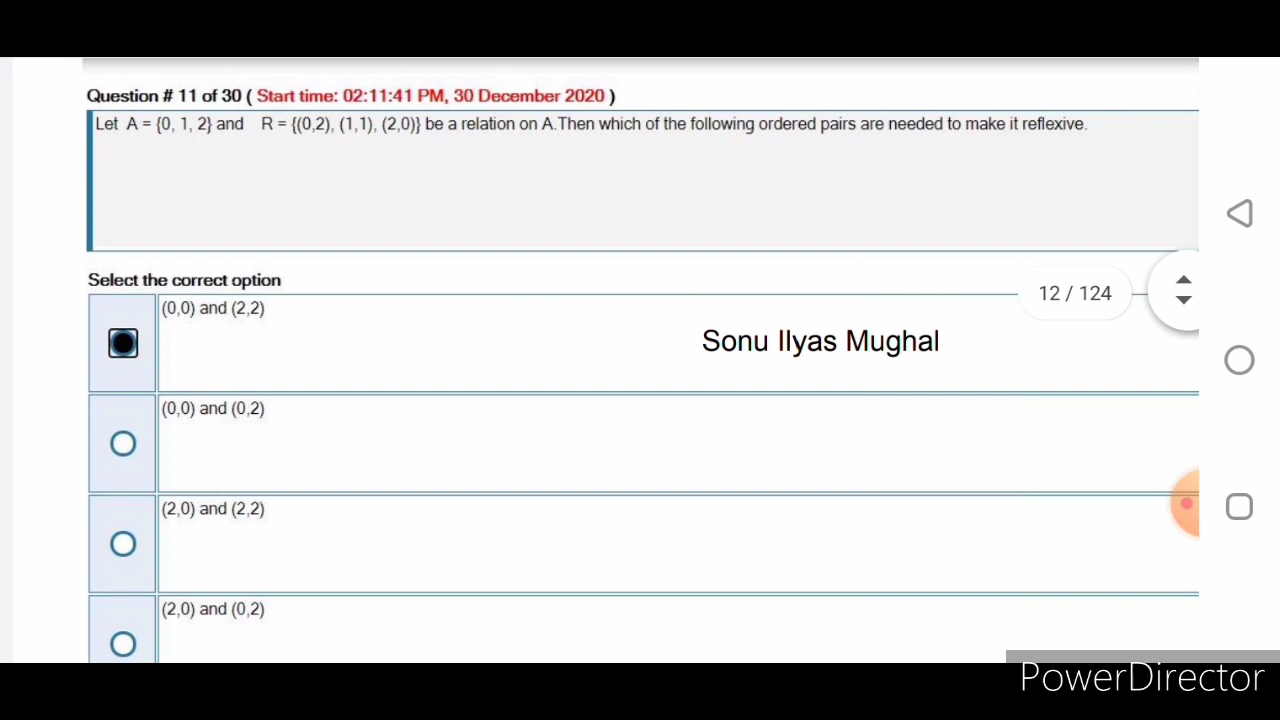 Question # 11 of 30 ( Start time: 02:11:41 PM, 30 December 2020 )
Let A = {0, 1, 2} and R = {(0,2), (1,1), (2,0)} be a relation on A.Then which of the following ordered pairs are needed to make it reflexive.
Select the correct option
(0,0) and (2,2)
12 / 124
Sonu Ilyas Mughal
(0,0) and (0,2)
(2,0) and (2,2)
(2,0) and (0,2)
PowerDirector